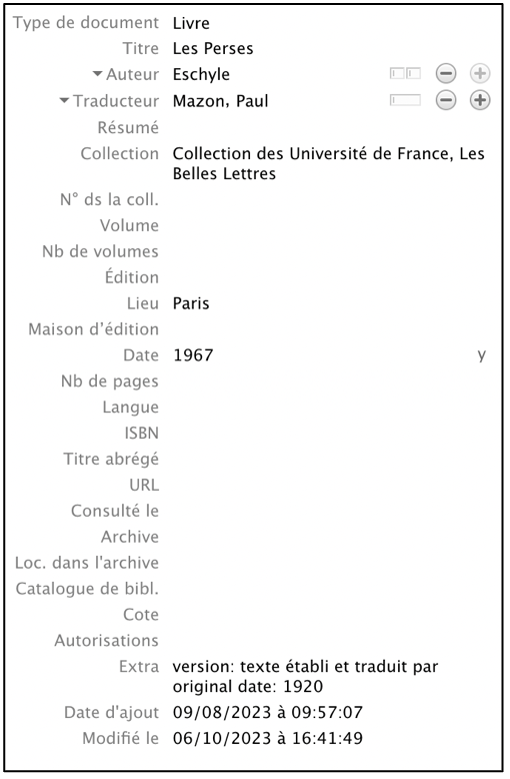 Type de document Livre
Titre Les Perses
Auteur Eschyle
Traducteur Mazon, Paul
Résumé
Collection Collection des Université de France, Les
Belles Lettres
N° ds la coll.
Volume
Nb de volumes
Édition
Lieu Paris
Maison d'édition
Date 1967 y
Nb de pages
Langue
ISBN
Titre abrégé
URL
Consulté le
Archive
Loc. dans l'archive
Catalogue de bibl.
Cote
Autorisations
Extra version: texte établi et traduit par
original date: 1920
Date d'ajout 09/08/2023 à 09:57:07
Modifié le 06/10/2023 à 16:41:49